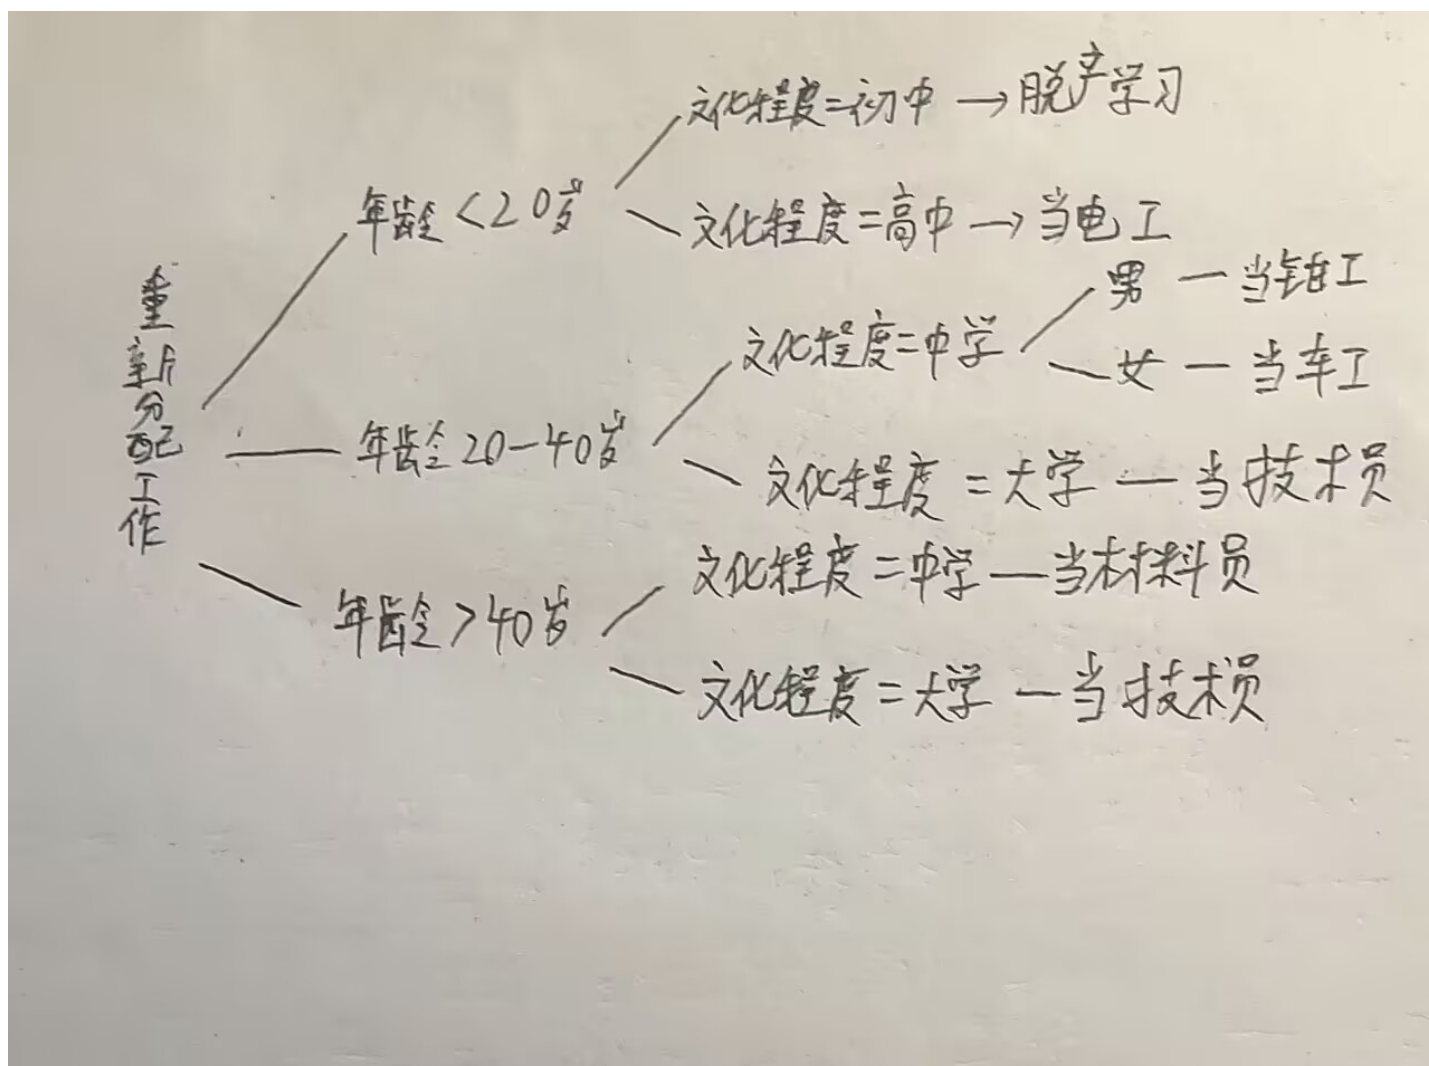 重新分配工作
年龄<20岁
文化程度=初中→脱产学习
文化程度=高中→当电工
年龄20-40岁
文化程度=中学
男—当钳工
女—当车工
文化程度=大学—当技术员
年龄>40岁
文化程度=中学—当材料员
文化程度=大学—当技术员